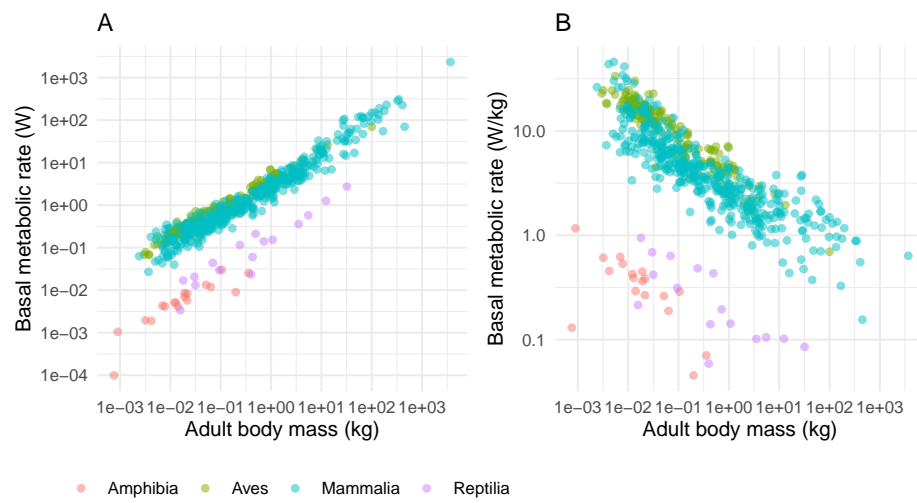 A
Basal metabolic rate (W)
1e+03
1e+02
1e+01
1e+00
1e−01
1e−02
1e−03
1e−04
1e−03 1e−02 1e−01 1e+00 1e+01 1e+02 1e+03
Adult body mass (kg)
B
Basal metabolic rate (W/kg)
10.0
1.0
0.1
1e−03 1e−02 1e−01 1e+00 1e+01 1e+02 1e+03
Adult body mass (kg)
Amphibia Aves Mammalia Reptilia